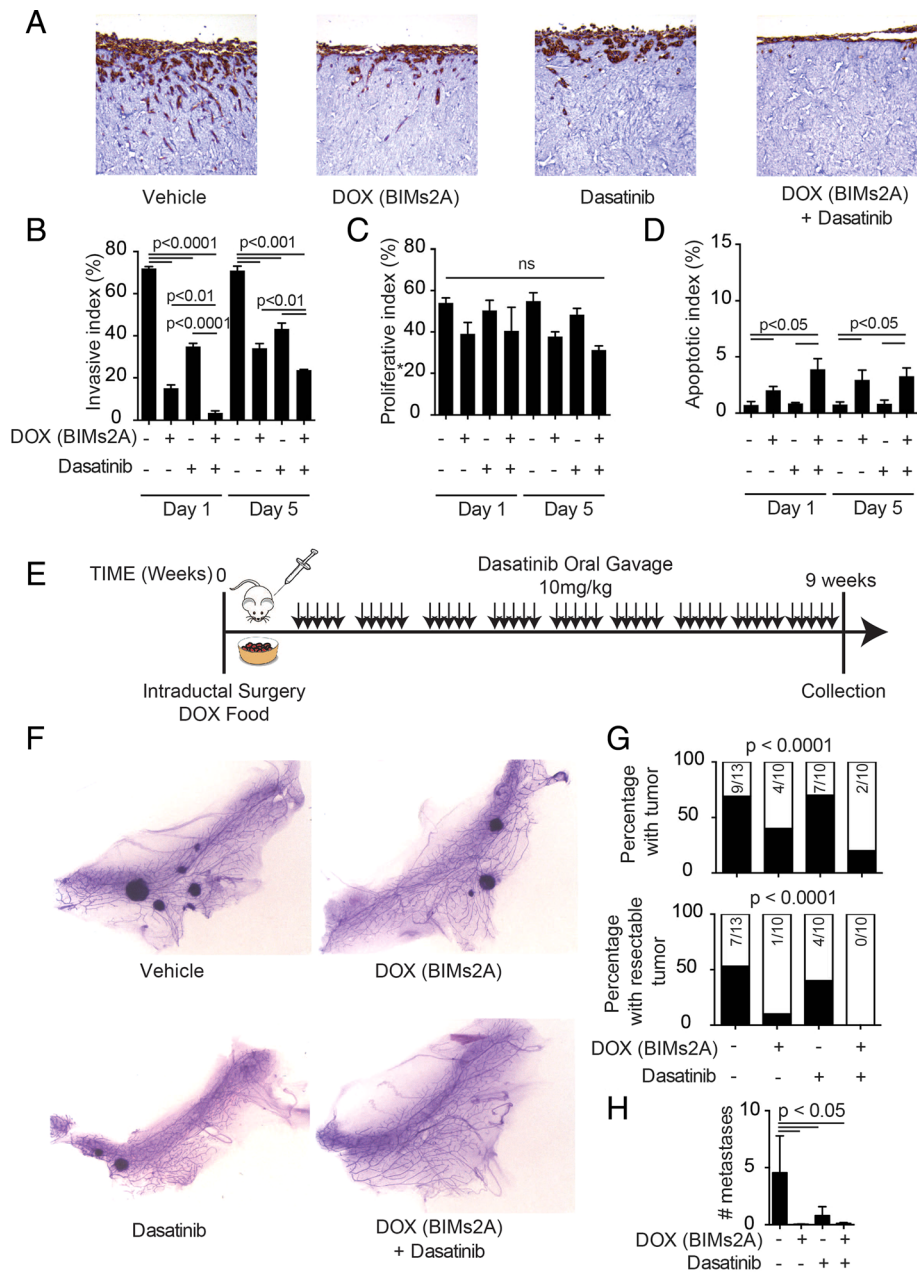 A
Vehicle
DOX (BIMs2A)
Dasatinib
DOX (BIMs2A)
+ Dasatinib
B
Invasive index (%)
80
60
40
20
0
p<0.0001
p<0.001
p<0.01
p<0.01
p<0.0001
DOX (BIMs2A) - + - + - + - +
Dasatinib - - + + - - + +
Day 1
Day 5
C
Proliferative index (%)
*
80
60
40
20
0
ns
- + - + - + - +
- - + + - - + +
Day 1
Day 5
D
Apoptotic index (%)
15
10
5
0
p<0.05
p<0.05
- + - + - + - +
- - + + - - + +
Day 1
Day 5
E
TIME (Weeks) 0
Dasatinib Oral Gavage
10mg/kg
9 weeks
Intraductal Surgery
DOX Food
Collection
F
Vehicle
DOX (BIMs2A)
Dasatinib
DOX (BIMs2A)
+ Dasatinib
G
p < 0.0001
Percentage
with tumor
100
50
0
9/13
4/10
7/10
2/10
p < 0.0001
Percentage
with resectable
tumor
100
50
0
7/13
1/10
4/10
0/10
DOX (BIMs2A) - + - +
Dasatinib - - + +
H
# metastases
10
5
0
p < 0.05
DOX (BIMs2A) - + - +
Dasatinib - - + +